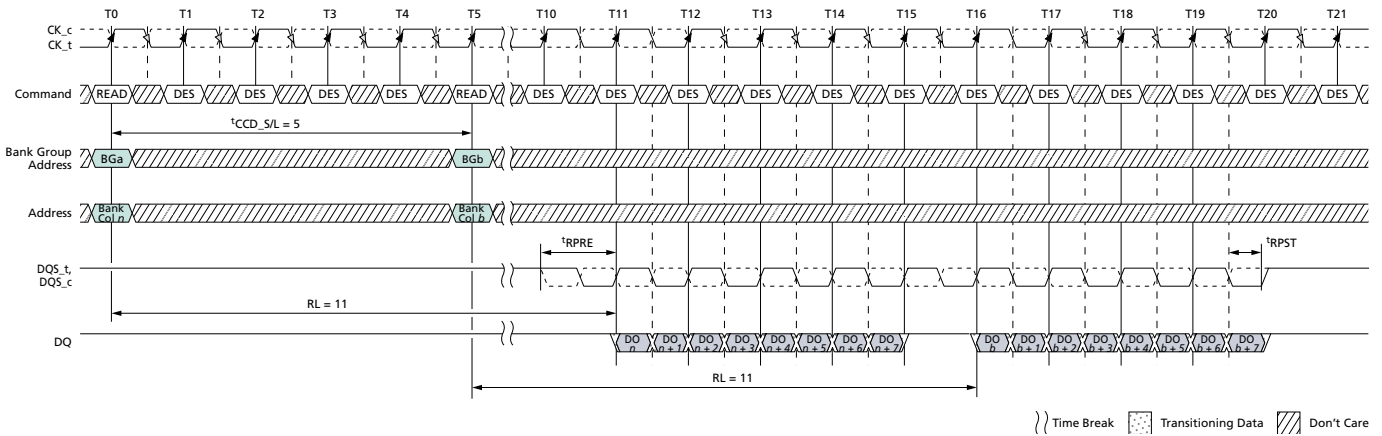 T0 T1 T2 T3 T4 T5 T10 T11 T12 T13 T14 T15 T16 T17 T18 T19 T20 T21
CK_c
CK_t
Command READ DES DES DES DES READ DES DES DES DES DES DES DES DES DES DES DES DES
tCCD_S/L = 5
Bank Group
Address
BGa BGb
Address
Bank
Col n
Bank
Col b
tRPRE tRPST
DQS_t,
DQS_c
RL = 11
DQ
DO
n
DO
n + 1
DO
n + 2
DO
n + 3
DO
n + 4
DO
n + 5
DO
n + 6
DO
n + 7
DO
b
DO
b + 1
DO
b + 2
DO
b + 3
DO
b + 4
DO
b + 5
DO
b + 6
DO
b + 7
RL = 11
Time Break Transitioning Data Don't Care